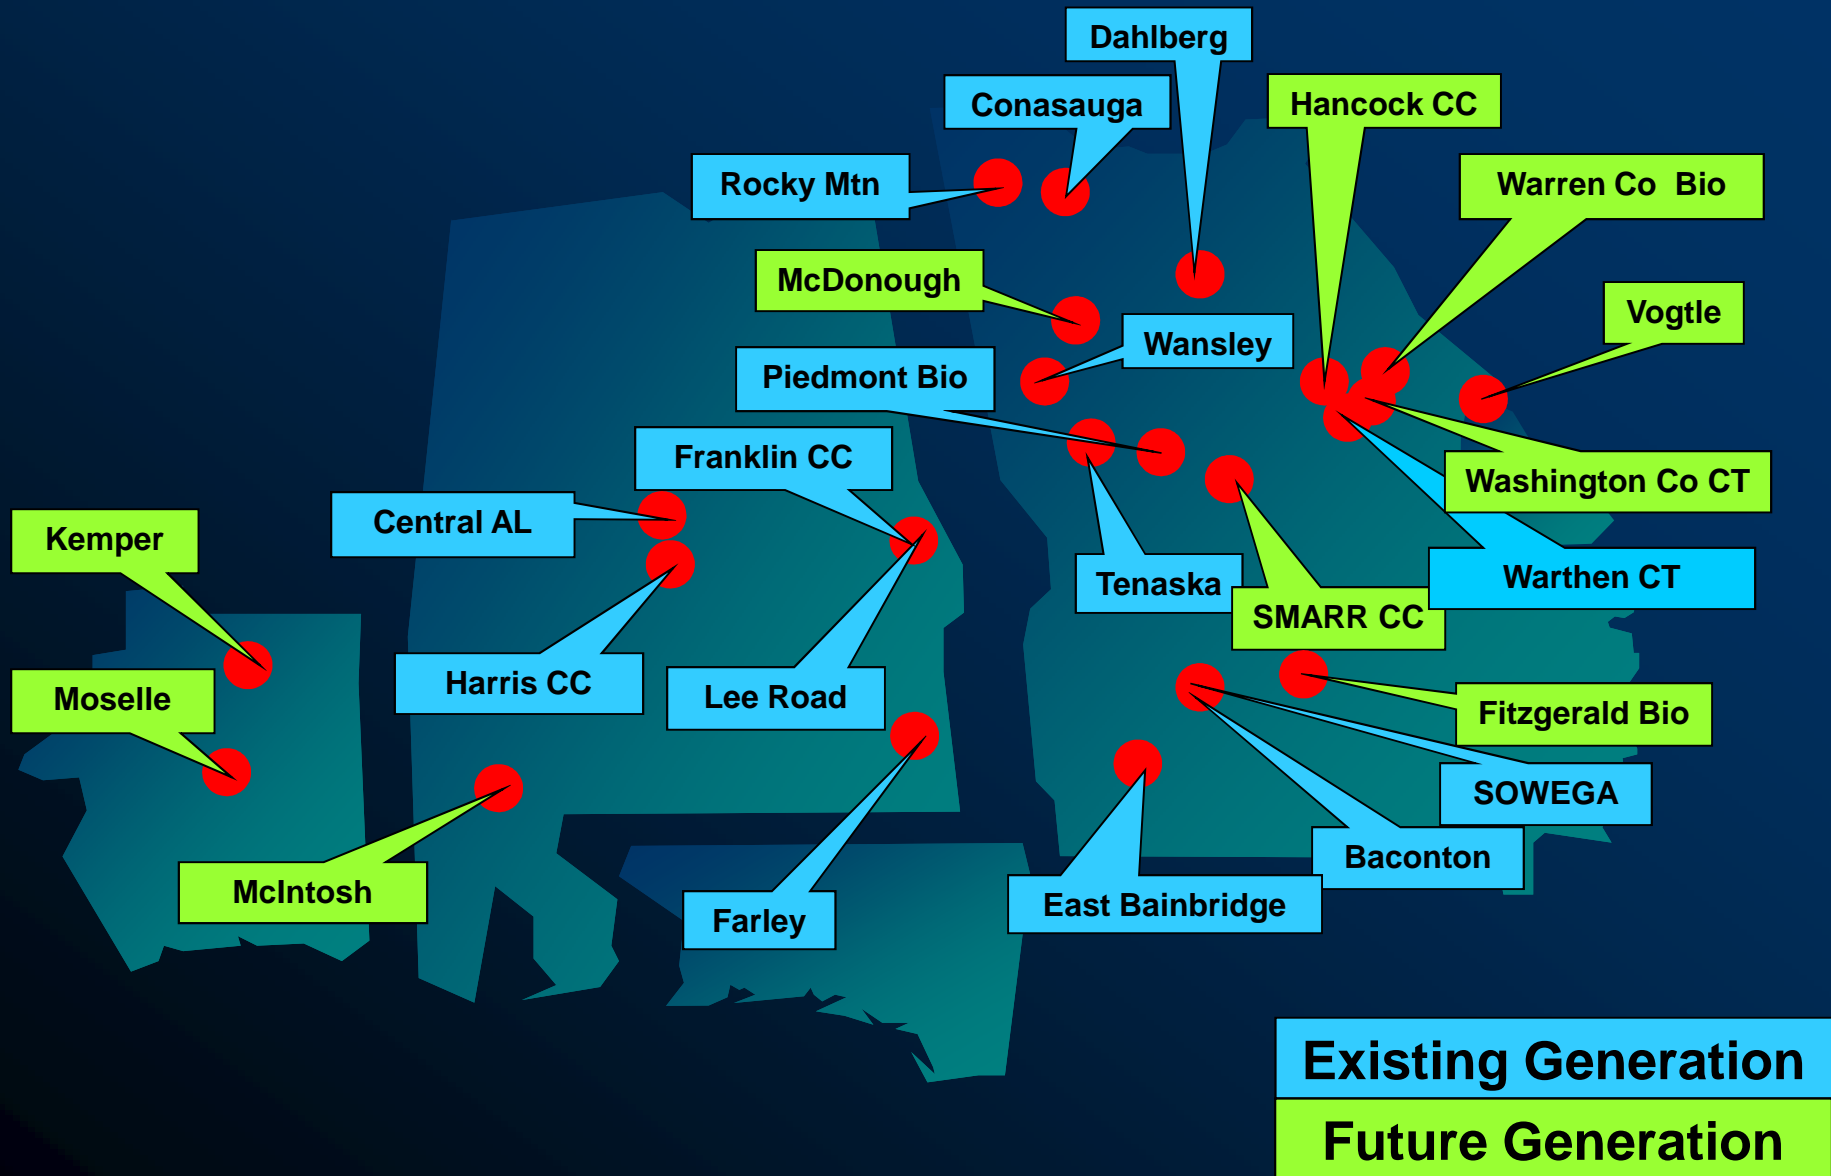 Dahlberg
Conasauga
Hancock CC
Rocky Mtn
Warren Co Bio
McDonough
Vogtle
Wansley
Piedmont Bio
Franklin CC
Washington Co CT
Central AL
Kemper
Tenaska
Warthen CT
SMARR CC
Harris CC
Lee Road
Moselle
Fitzgerald Bio
SOWEGA
Baconton
McIntosh
East Bainbridge
Farley
Existing Generation
Future Generation